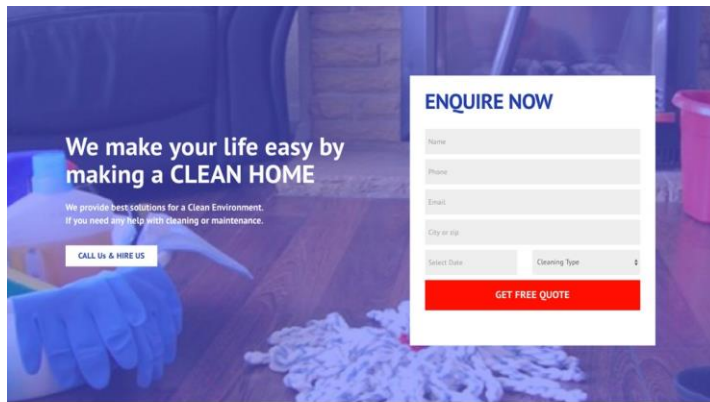 We make your life easy by
making a CLEAN HOME
We provide best solutions for a Clean Environment.
If you need any help with cleaning or maintenance.
CALL Us & HIRE US
ENQUIRE NOW
Name
Phone
Email
City or zip
Select Date
Cleaning Type
GET FREE QUOTE